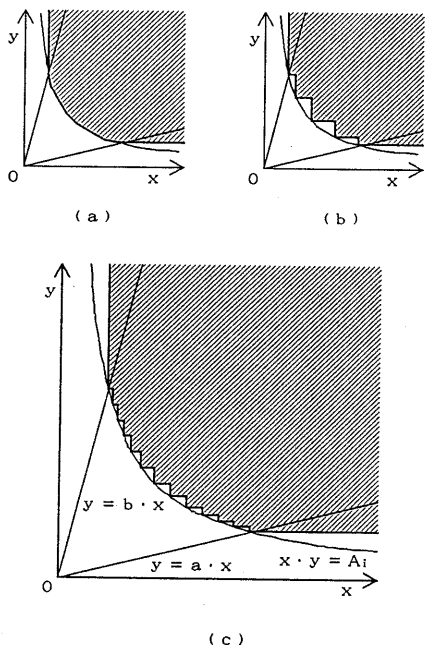 y
y
0
x
0
x
( a )
( b )
y
y = b · x
y = a · x
x · y = Aᵢ
0
x
( c )